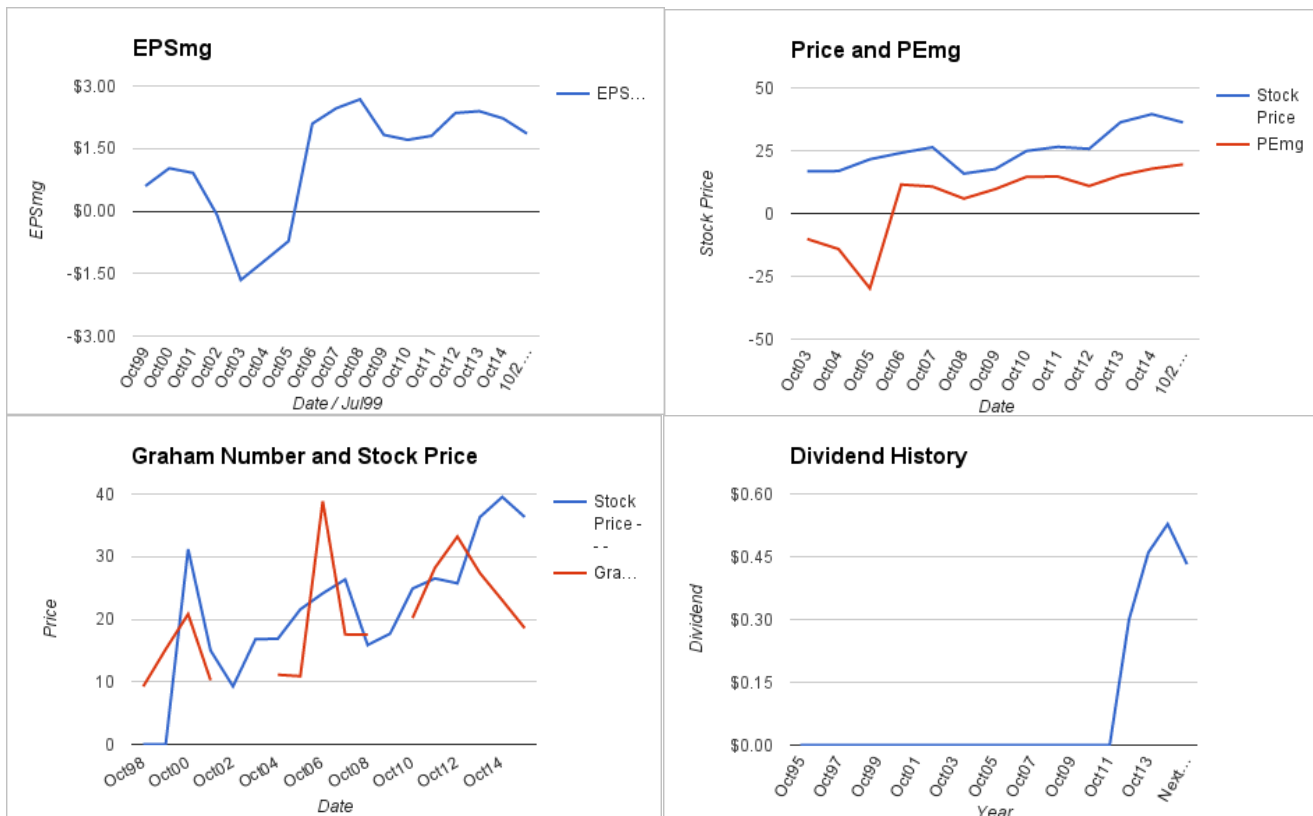 EPSmg
$3.00
$1.50
$0.00
-$1.50
-$3.00
EPSmg
Oct99
Oct00
Oct01
Oct02
Oct03
Oct04
Oct05
Oct06
Oct07
Oct08
Oct09
Oct10
Oct11
Oct12
Oct13
Oct14
10/2...
Date / Jul99
EPS...
Price and PEmg
50
25
0
-25
-50
Stock Price
Oct03
Oct04
Oct05
Oct06
Oct07
Oct08
Oct09
Oct10
Oct11
Oct12
Oct13
Oct14
10/2...
Date
Stock
Price
PEmg
Graham Number and Stock Price
40
30
20
10
0
Price
Oct98
Oct00
Oct02
Oct04
Oct06
Oct08
Oct10
Oct12
Oct14
Date
Stock
Price -
- -
Gra...
Dividend History
$0.60
$0.45
$0.30
$0.15
$0.00
Dividend
Oct95
Oct97
Oct99
Oct01
Oct03
Oct05
Oct07
Oct09
Oct11
Oct13
Next...
Year